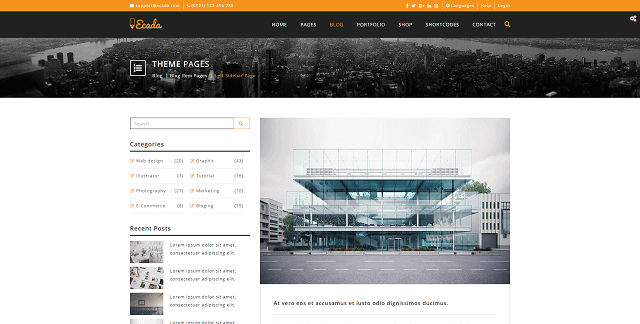 support@ecada.com (0123) 123-456-789 Languages Help Login
Ecada HOME PAGES BLOG PORTFOLIO SHOP SHORTCODES CONTACT
THEME PAGES
Blog | Blog Item Pages | Left Sidebar Page
Search
Categories
Web design (20) Graphic (43)
Illustrator (7) Tutorial (16)
Photography (27) Marketing (10)
E-Commerce (8) Bloging (19)
Recent Posts
Lorem ipsum dolor sit amet,
consectetuer adipiscing elit.
Lorem ipsum dolor sit amet,
consectetuer adipiscing elit.
Lorem ipsum dolor sit amet,
consectetuer adipiscing elit.
Lorem ipsum dolor sit amet,
At vero eos et accusamus et iusto odio dignissimos ducimus.